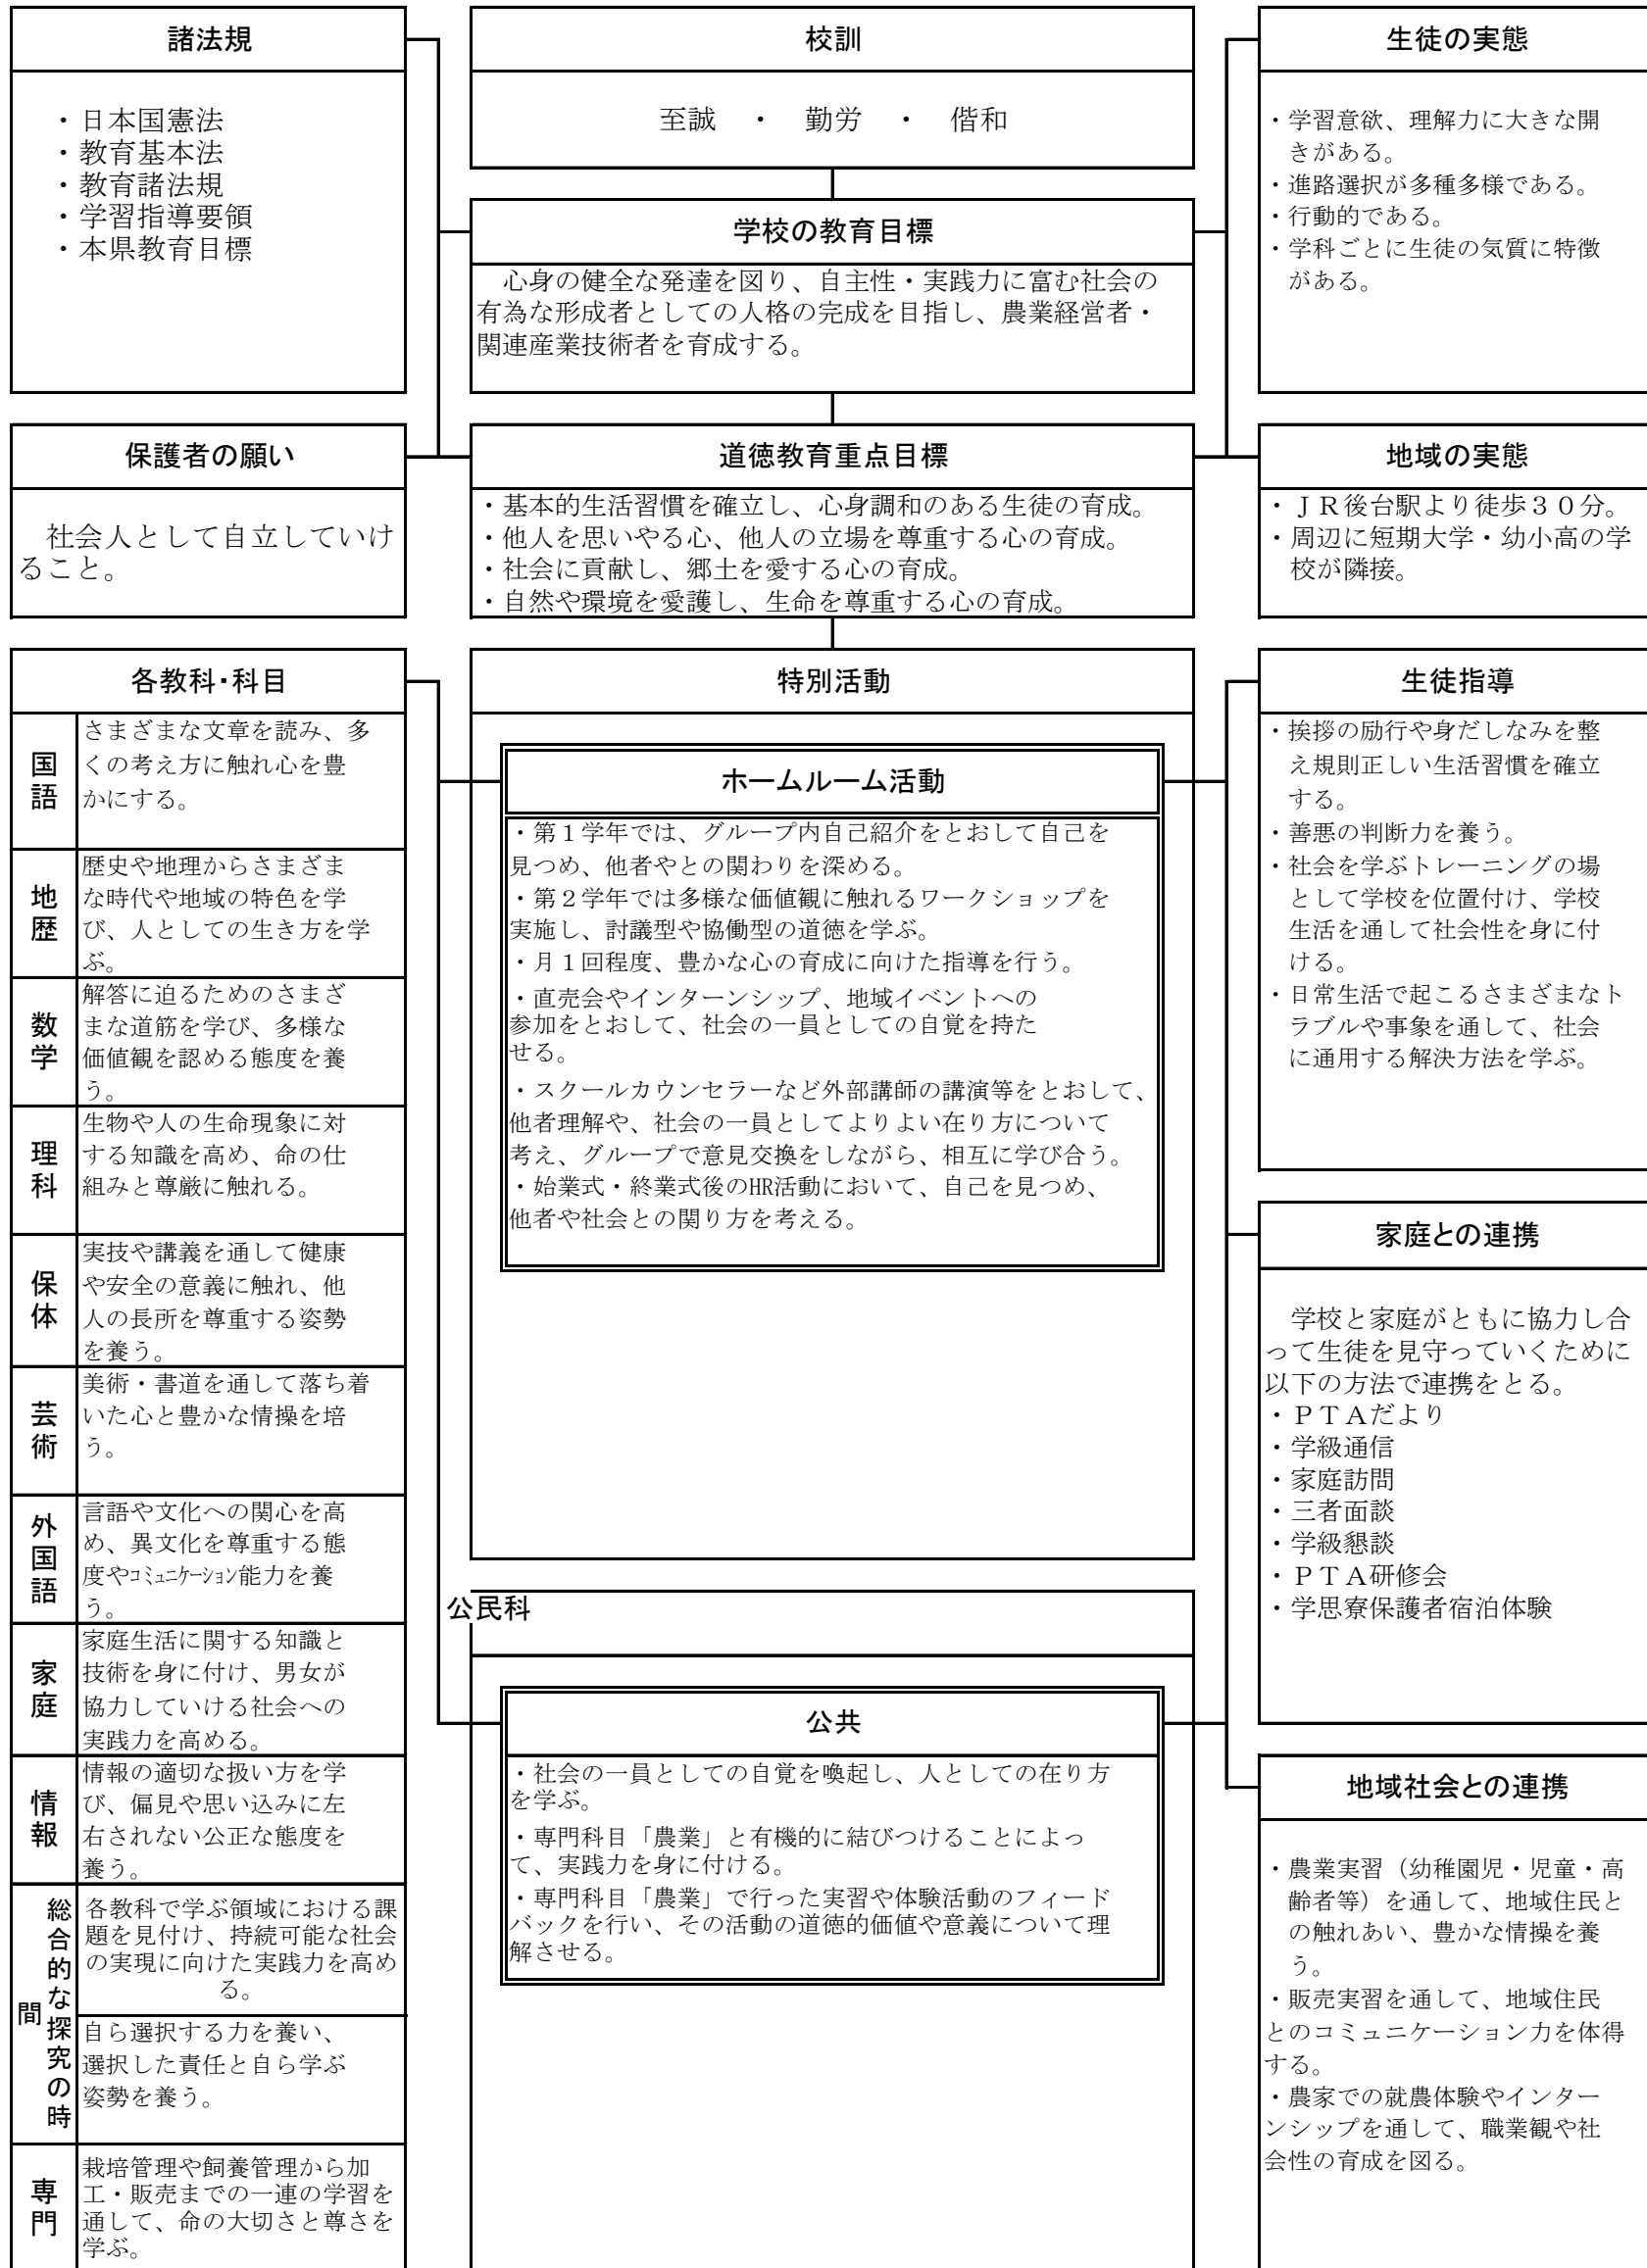 諸法規
・日本国憲法
・教育基本法
・教育諸法規
・学習指導要領
・本県教育目標
校訓
至誠　・　勤労　・　偕和
生徒の実態
・学習意欲、理解力に大きな開
きがある。
・進路選択が多種多様である。
・行動的である。
・学科ごとに生徒の気質に特徴
がある。
学校の教育目標
心身の健全な発達を図り、自主性・実践力に富む社会の
有為な形成者としての人格の完成を目指し、農業経営者・
関連産業技術者を育成する。
保護者の願い
社会人として自立していけ
ること。
道徳教育重点目標
・基本的生活習慣を確立し、心身調和のある生徒の育成。
・他人を思いやる心、他人の立場を尊重する心の育成。
・社会に貢献し、郷土を愛する心の育成。
・自然や環境を愛護し、生命を尊重する心の育成。
地域の実態
・ＪＲ後台駅より徒歩３０分。
・周辺に短期大学・幼小高の学
校が隣接。
各教科・科目
国語
さまざまな文章を読み、多
くの考え方に触れ心を豊
かにする。
地歴
歴史や地理からさまざま
な時代や地域の特色を学
び、人としての生き方を学
ぶ。
数学
解答に迫るためのさまざ
まな道筋を学び、多様な
価値観を認める態度を養
う。
理科
生物や人の生命現象に対
する知識を高め、命の仕
組みと尊厳に触れる。
保体
実技や講義を通して健康
や安全の意義に触れ、他
人の長所を尊重する姿勢
を養う。
芸術
美術・書道を通して落ち着
いた心と豊かな情操を培
う。
外国語
言語や文化への関心を高
め、異文化を尊重する態
度やｺﾐｭﾆｹｰｼｮﾝ能力を養
う。
家庭
家庭生活に関する知識と
技術を身に付け、男女が
協力していける社会への
実践力を高める。
情報
情報の適切な扱い方を学
び、偏見や思い込みに左
右されない公正な態度を
養う。
総合的な探究の時
間
各教科で学ぶ領域における課
題を見付け、持続可能な社会
の実現に向けた実践力を高め
る。
自ら選択する力を養い、
選択した責任と自ら学ぶ
姿勢を養う。
専門
栽培管理や飼養管理から加
工・販売までの一連の学習を
通して、命の大切さと尊さを
学ぶ。
特別活動
ホームルーム活動
・第１学年では、グループ内自己紹介をとおして自己を
見つめ、他者やとの関わりを深める。
・第２学年では多様な価値観に触れるワークショップを
実施し、討議型や協働型の道徳を学ぶ。
・月１回程度、豊かな心の育成に向けた指導を行う。
・直売会やインターンシップ、地域イベントへの
参加をとおして、社会の一員としての自覚を持た
せる。
・スクールカウンセラーなど外部講師の講演等をとおして、
他者理解や、社会の一員としてよりよい在り方について
考え、グループで意見交換をしながら、相互に学び合う。
・始業式・終業式後のHR活動において、自己を見つめ、
他者や社会との関り方を考える。
公民科
公共
・社会の一員としての自覚を喚起し、人としての在り方
を学ぶ。
・専門科目「農業」と有機的に結びつけることによっ
て、実践力を身に付ける。
・専門科目「農業」で行った実習や体験活動のフィード
バックを行い、その活動の道徳的価値や意義について理
解させる。
生徒指導
・挨拶の励行や身だしなみを整
え規則正しい生活習慣を確立
する。
・善悪の判断力を養う。
・社会を学ぶトレーニングの場
として学校を位置付け、学校
生活を通して社会性を身に付
ける。
・日常生活で起こるさまざまなト
ラブルや事象を通して、社会
に通用する解決方法を学ぶ。
家庭との連携
学校と家庭がともに協力し合
って生徒を見守っていくために
以下の方法で連携をとる。
・ＰＴＡだより
・学級通信
・家庭訪問
・三者面談
・学級懇談
・ＰＴＡ研修会
・学思寮保護者宿泊体験
地域社会との連携
・農業実習（幼稚園児・児童・高
齢者等）を通して、地域住民と
の触れあい、豊かな情操を養
う。
・販売実習を通して、地域住民
とのコミュニケーション力を体得
する。
・農家での就農体験やインター
ンシップを通して、職業観や社
会性の育成を図る。